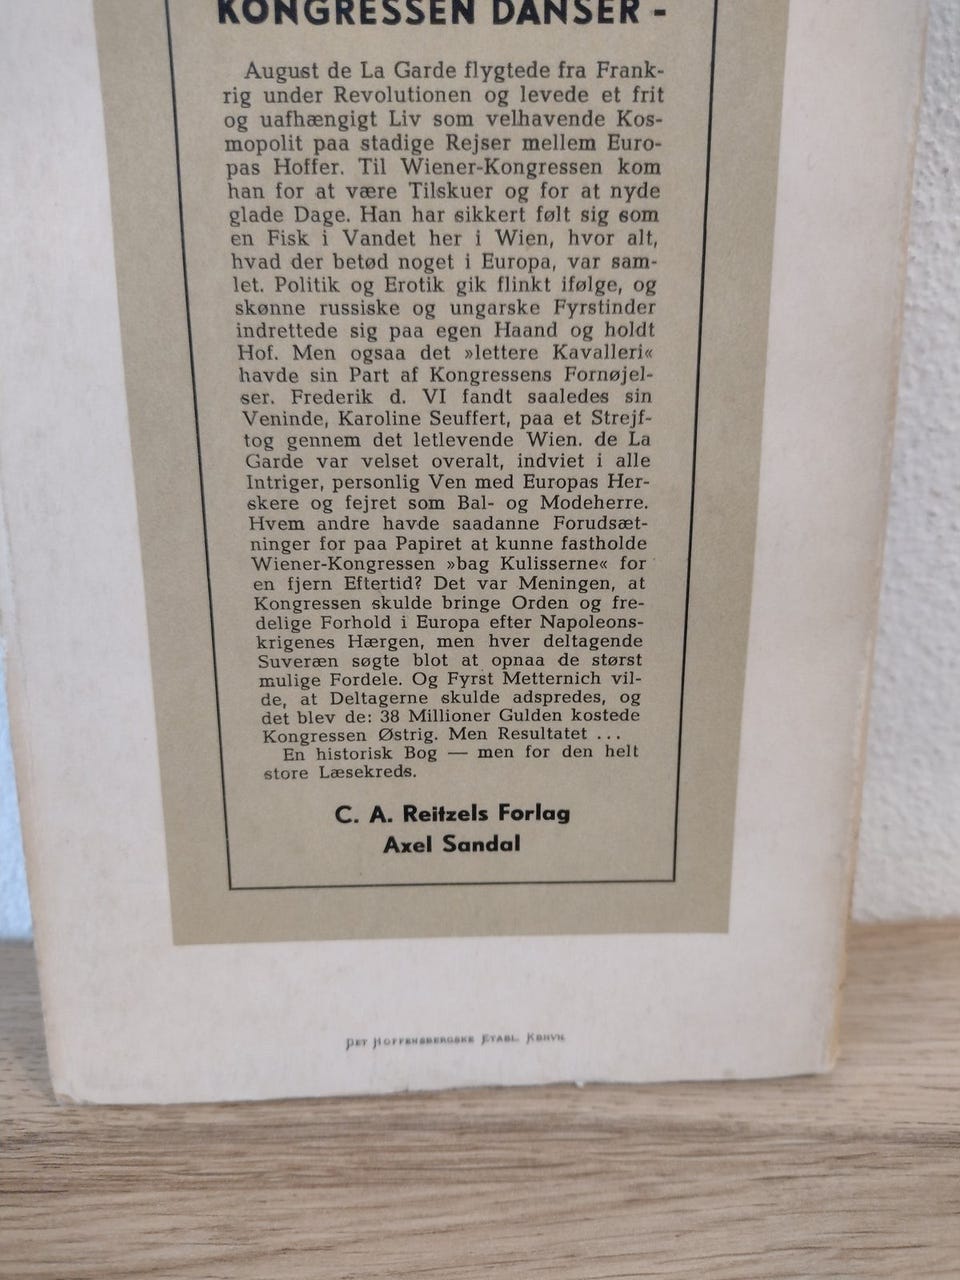 KONGRESSEN DANSER -
August de La Garde flygtede fra Frank-
rig under Revolutionen og levede et frit
og uafhængigt Liv som velhavende Kos-
mopolit paa stadige Rejser mellem Euro-
pas Hoffer. Til Wiener-Kongressen kom
han for at være Tilskuer og for at nyde
glade Dage. Han har sikkert følt sig som
en Fisk i Vandet her i Wien, hvor alt,
hvad der betød noget i Europa, var sam-
let. Politik og Erotik gik flinkt ifølge, og
skønne russiske og ungarske Fyrstinder
indrettede sig paa egen Haand og holdt
Hof. Men ogsaa det »lettere Kavalleri«
havde sin Part af Kongressens Fornøjel-
ser. Frederik d. VI fandt saaledes sin
Veninde, Karoline Seuffert, paa et Strejf-
tog gennem det letlevende Wien. de La
Garde var velset overalt, indviet i alle
Intriger, personlig Ven med Europas Her-
skere og fejret som Bal- og Modeherre.
Hvem andre havde saadanne Forudsæt-
ninger for paa Papiret at kunne fastholde
Wiener-Kongressen »bag Kulisserne« for
en fjern Eftertid? Det var Meningen, at
Kongressen skulde bringe Orden og fre-
delige Forhold i Europa efter Napoleons-
krigenes Hærgen, men hver deltagende
Suveræn søgte blot at opnaa de størst
mulige Fordele. Og Fyrst Metternich vil-
de, at Deltagerne skulde adspredes, og
det blev de: 38 Millioner Gulden kostede
Kongressen Østrig. Men Resultatet ...
En historisk Bog — men for den helt
store Læsekreds.
C. A. Reitzels Forlag
Axel Sandal
DET HOFFENSBERGSKE ETABL. KBHVN